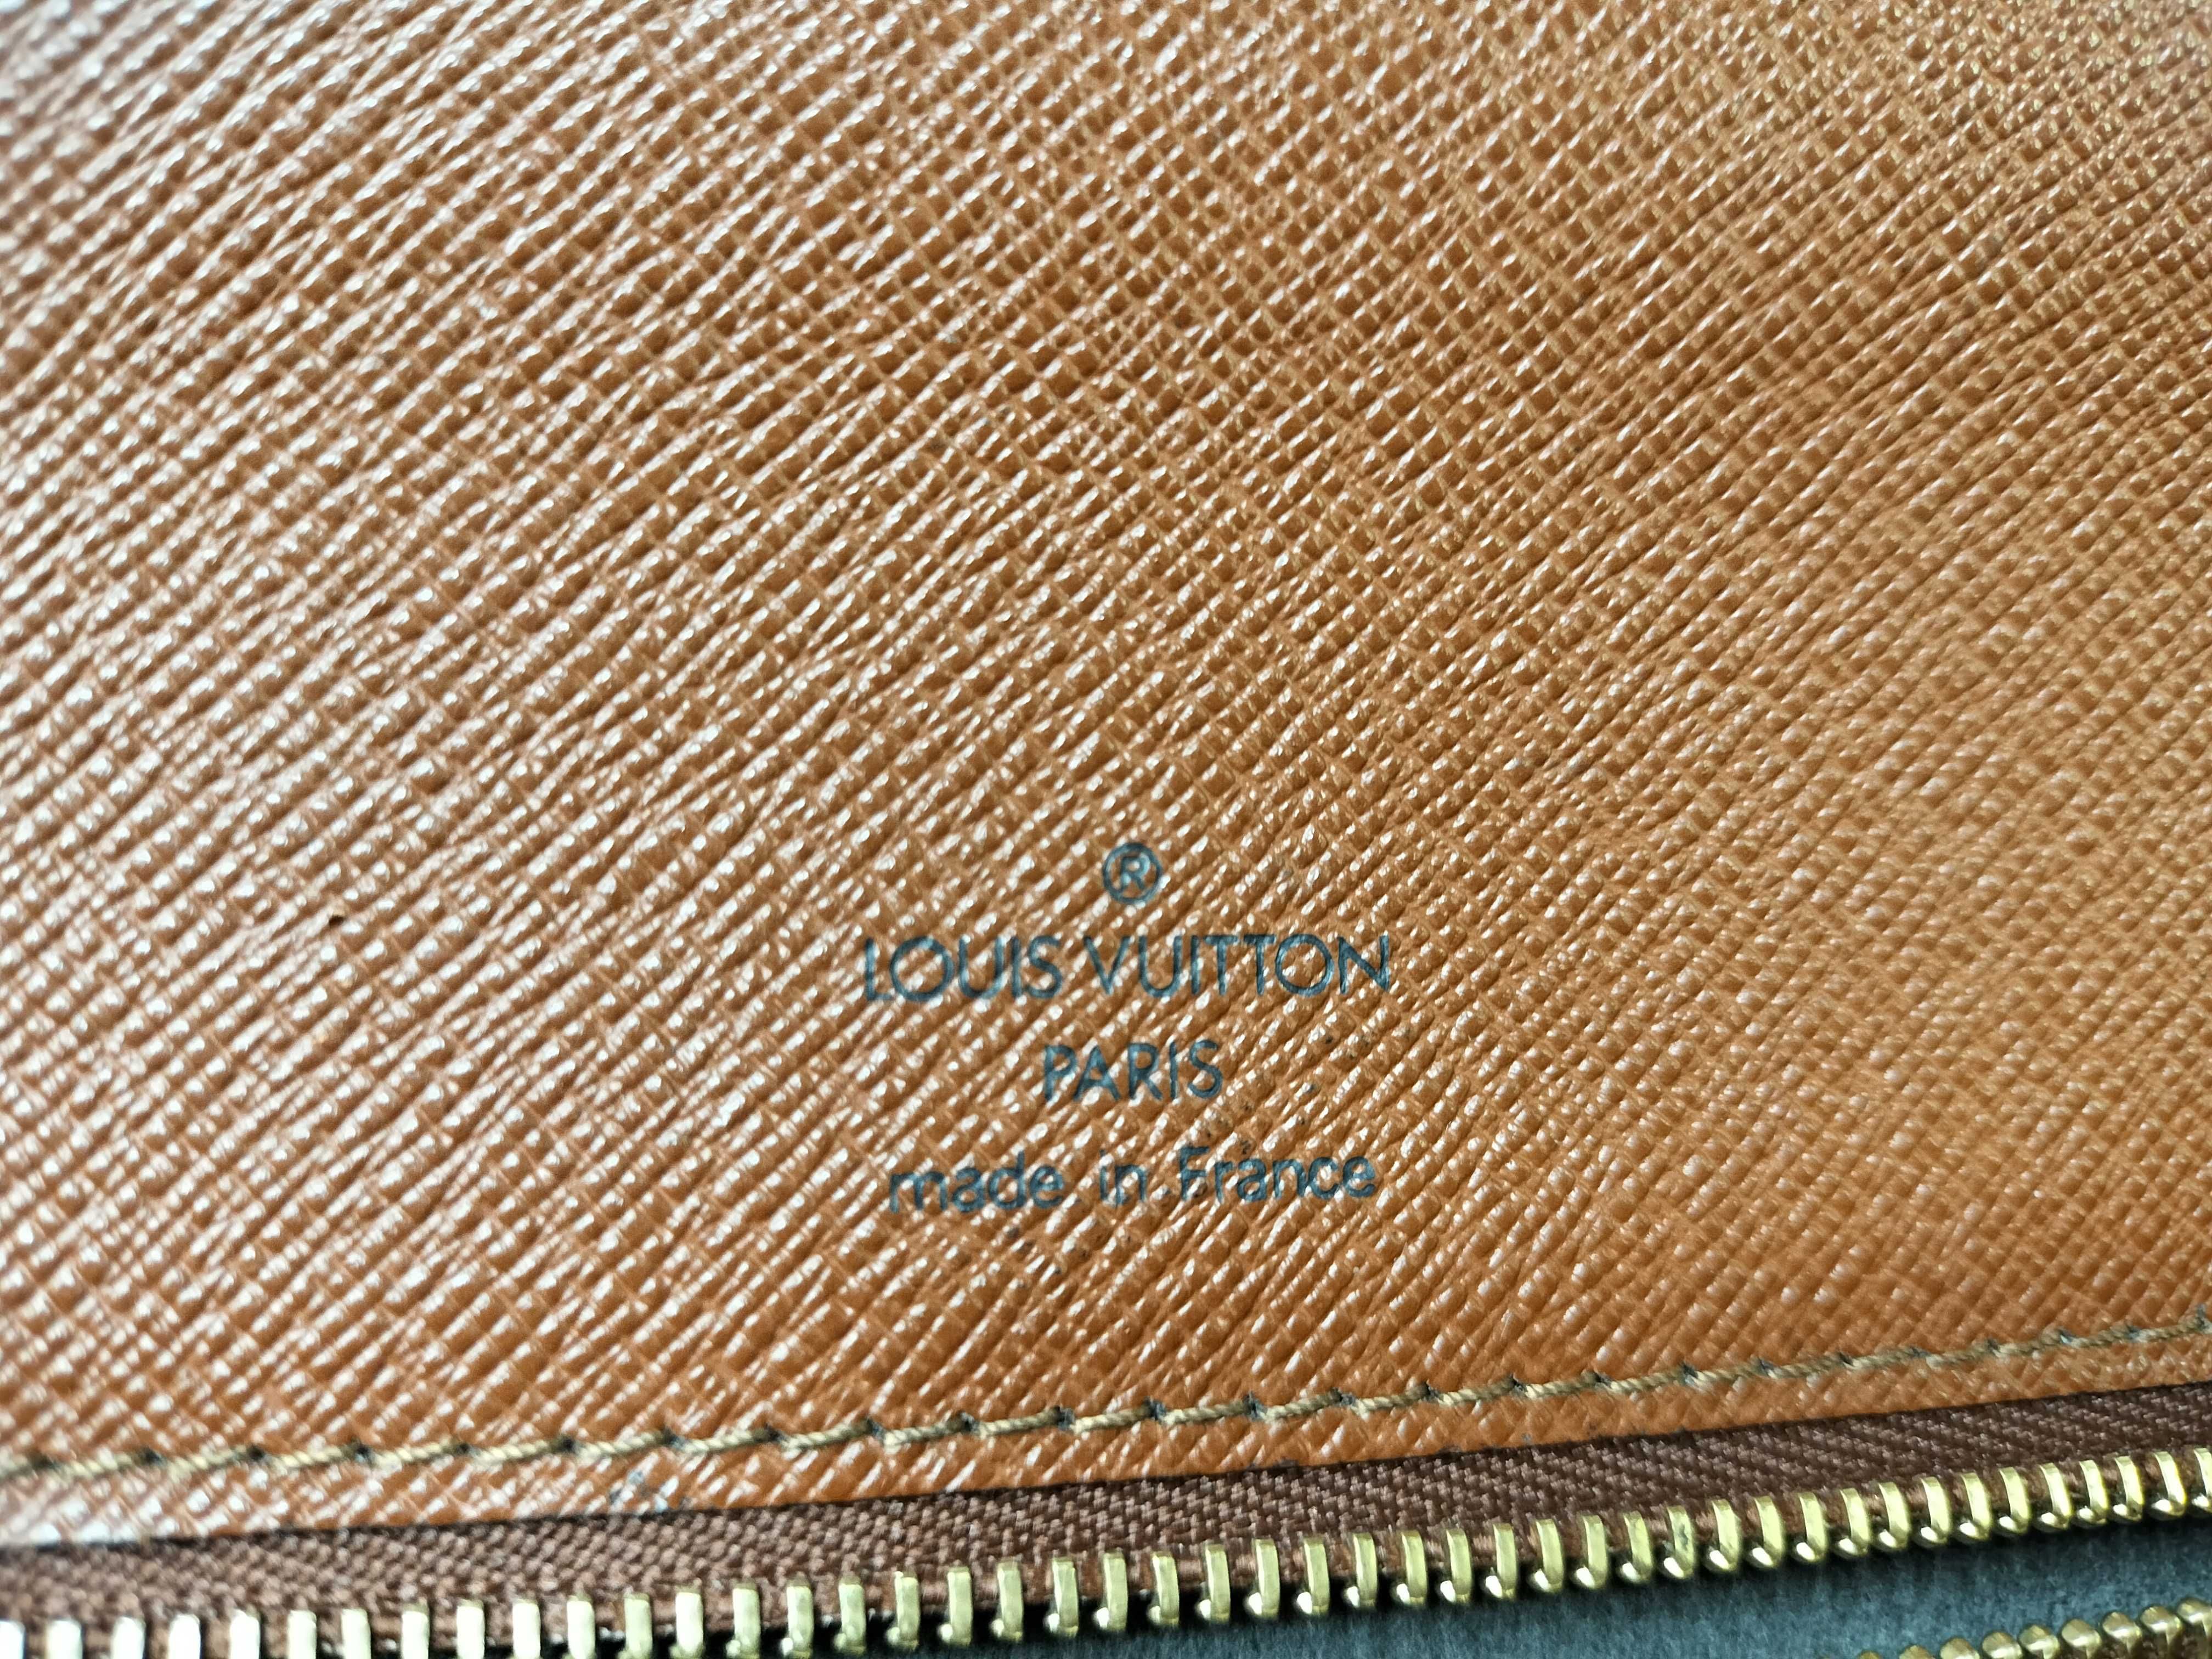 ®
LOUIS VUITTON
PARIS
made in France